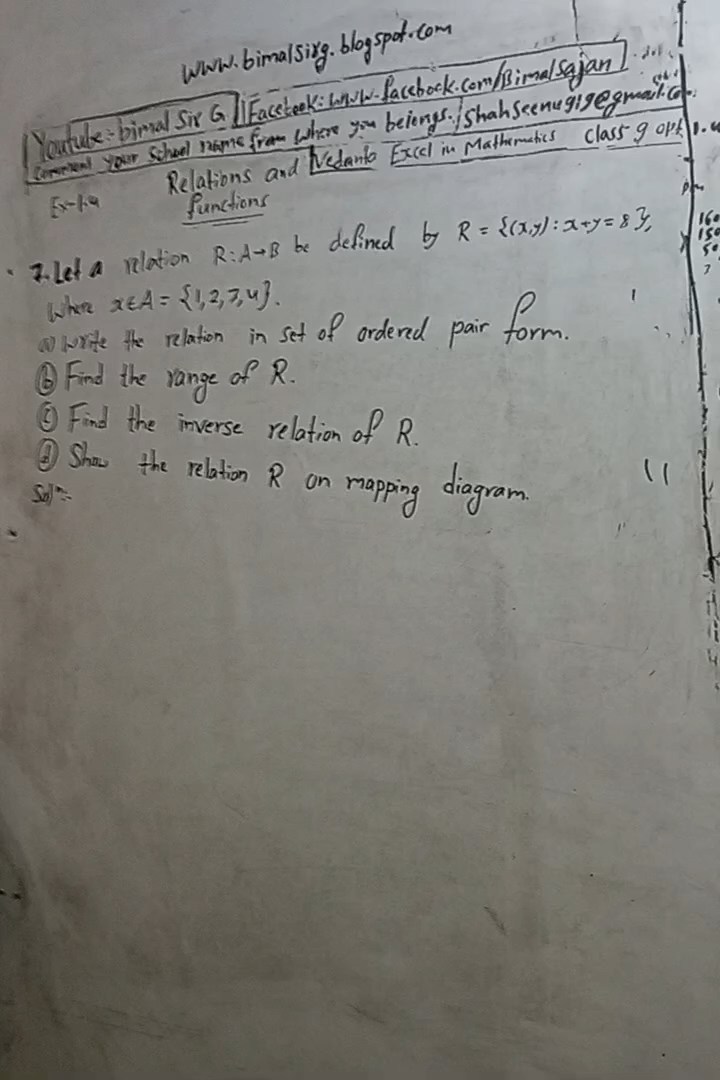 www.bimalsirg.blogspot.com
Youtube:- bimal Sir G || Facebook: www.facebook.com/Bimalsajan
comment your School name from where you belongs. / shahseenu919@gmail.com
Ex-1.4 Relations and functions Vedanta Excel in Mathematics class 9 opt
7. Let a relation R: A→B be defined by R = {(x,y) : x+y = 8},
Where x∈A = {1,2,3,4}.
a) Write the relation in set of ordered pair form.
b) Find the range of R.
c) Find the inverse relation of R.
d) Show the relation R on mapping diagram.
Solⁿ:-